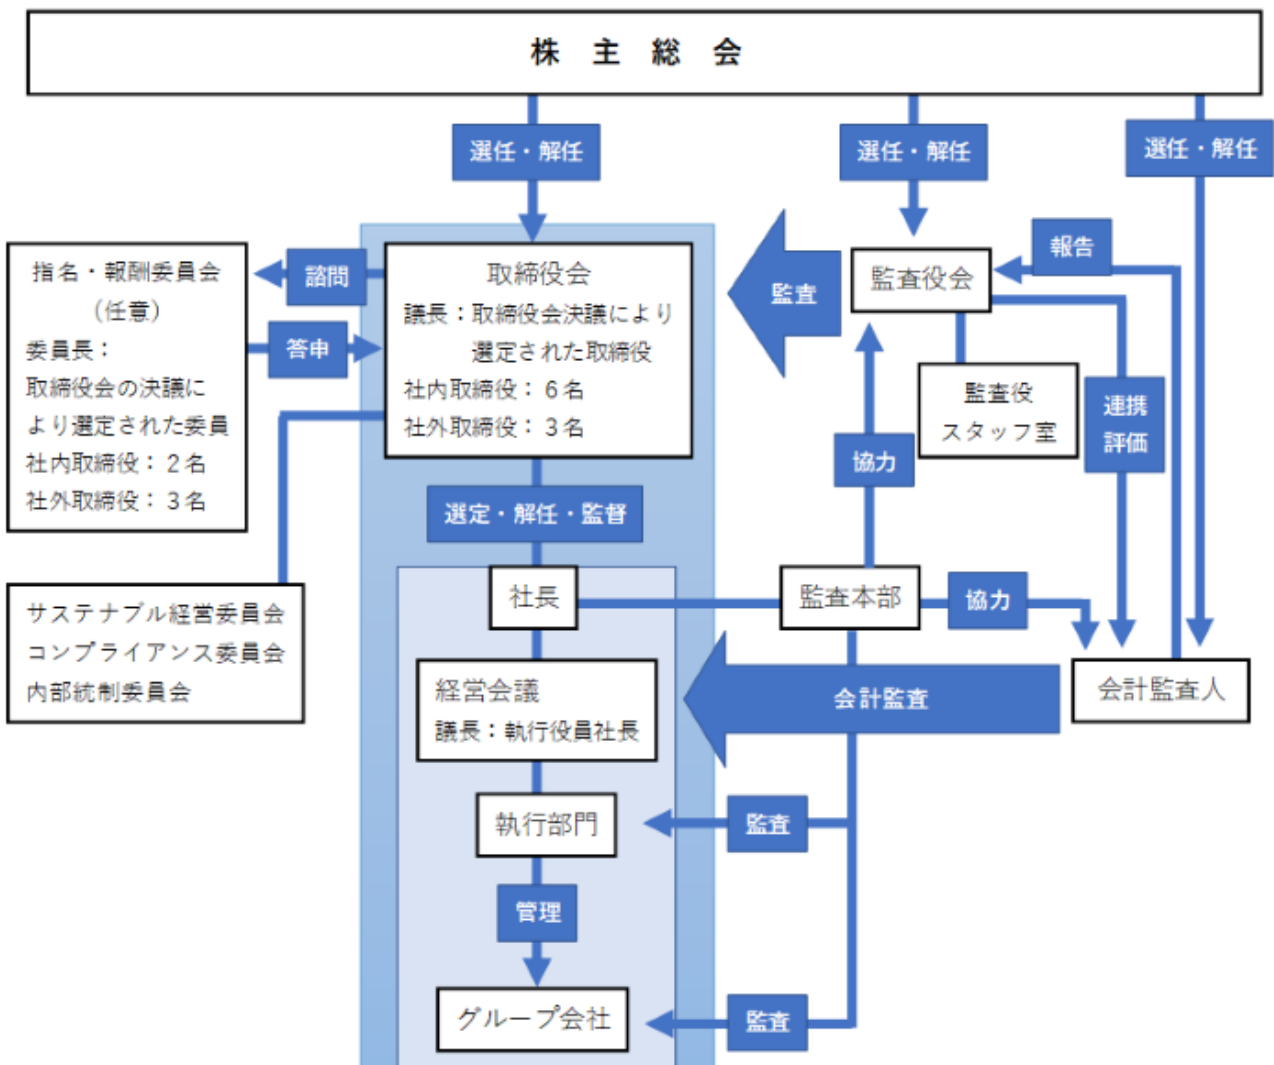 株 主 総 会
選任・解任
選任・解任
選任・解任
指名・報酬委員会
(任意)
委員長：
取締役会の決議に
より選定された委員
社内取締役：2名
社外取締役：3名
諮問
答申
取締役会
議長：取締役会決議により
選定された取締役
社内取締役：6名
社外取締役：3名
監査
監査役会
報告
監査役
スタッフ室
連携
評価
協力
選定・解任・監督
サステナブル経営委員会
コンプライアンス委員会
内部統制委員会
社長
監査本部
協力
経営会議
議長：執行役員社長
会計監査
会計監査人
執行部門
監査
管理
グループ会社
監査